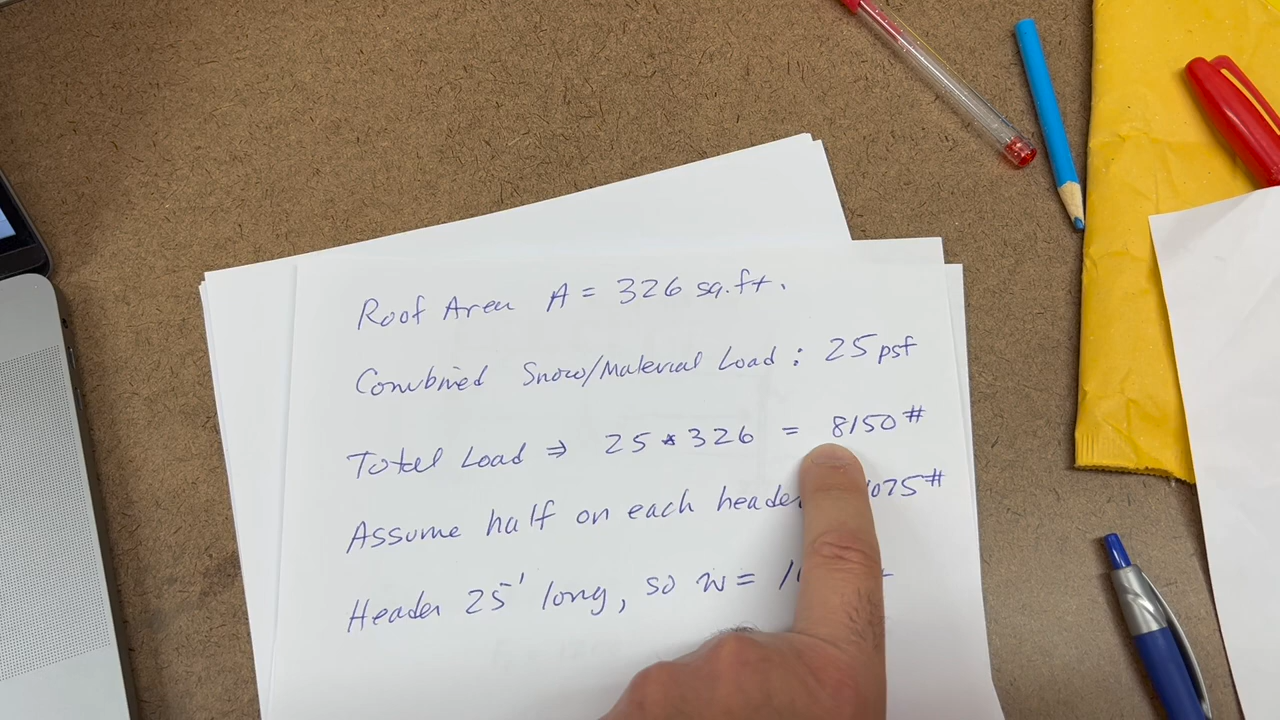 Roof Area A = 326 sq.ft.
Combined Snow/Material Load : 25 psf
Total Load ⇒ 25 * 326 = 8150 #
Assume half on each header
Header 25' long, so w =